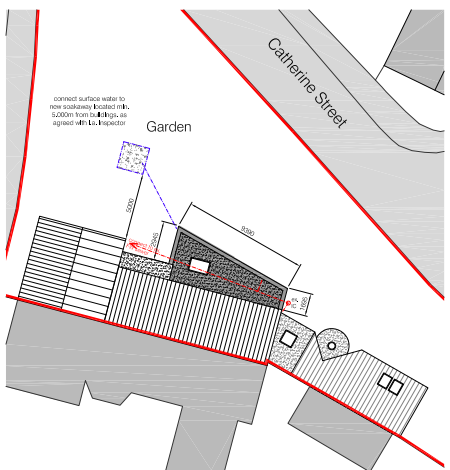 Catherine Street
connect surface water to
new soakaway located min.
5.000m from buildings, as
agreed with l.a. inspector
Garden
5000
9390
1695